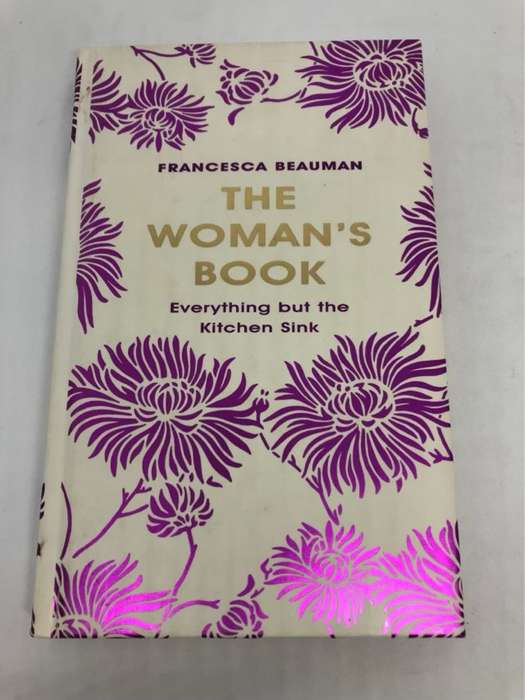 FRANCESCA BEAUMAN
THE
WOMAN'S
BOOK
Everything but the
Kitchen Sink